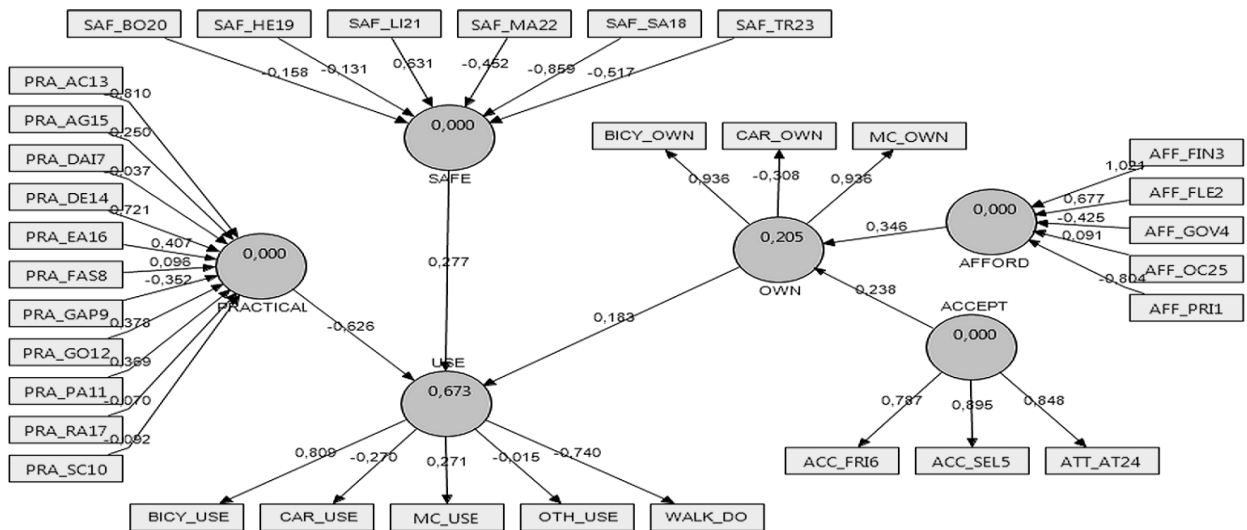 SAF_BO20 SAF_HE19 SAF_LI21 SAF_MA22 SAF_SA18 SAF_TR23
-0,158 -0,131 0,631 -0,452 -0,859 -0,517
PRA_AC13
-0,810
PRA_AG15
0,250
PRA_DAI7
-0,037
PRA_DE14
0,721
PRA_EA16
0,407
PRA_FAS8
0,096
PRA_GAP9
-0,352
PRA_GO12
0,378
PRA_PA11
0,369
PRA_RA17
-0,070
PRA_SC10
-0,092
0,000
PRACTICAL
0,000
SAFE
0,277
-0,626
BICY_OWN CAR_OWN MC_OWN
0,936 -0,308 0,936
0,205
OWN
0,346
0,000
AFFORD
AFF_FIN3
1,021
AFF_FLE2
0,677
AFF_GOV4
-0,425
AFF_OC25
0,091
AFF_PRI1
-0,804
0,238
ACCEPT
0,000
0,787 0,895 0,848
ACC_FRI6 ACC_SEL5 ATT_AT24
0,183
USE
0,673
0,809 -0,270 0,271 -0,015 -0,740
BICY_USE CAR_USE MC_USE OTH_USE WALK_DO